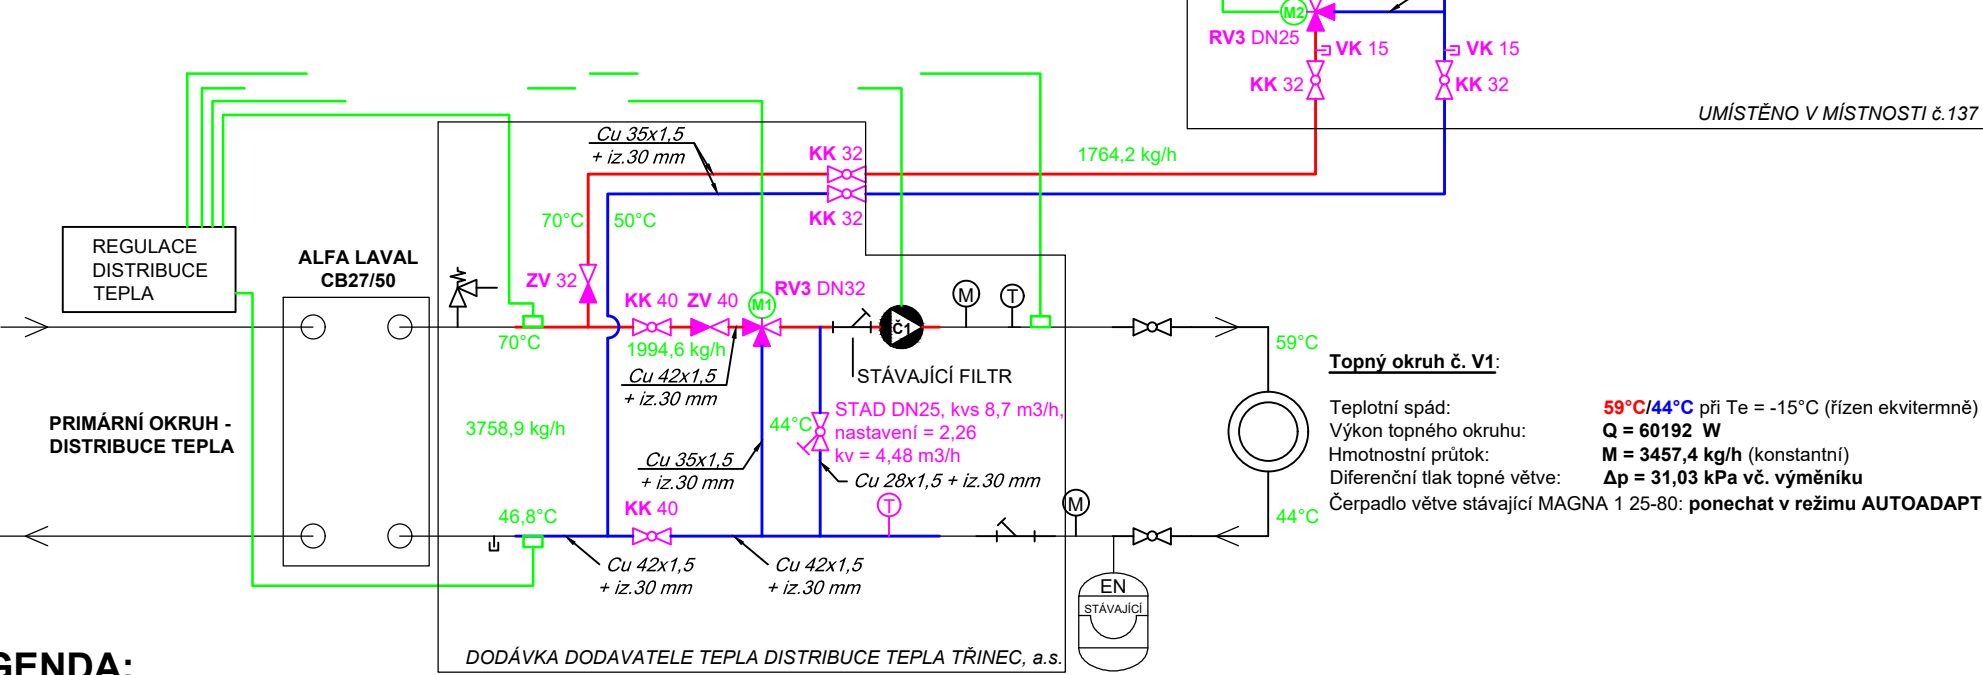 M2
RV3 DN25
VK 15
VK 15
KK 32
KK 32
UMÍSTĚNO V MÍSTNOSTI č.137
Cu 35x1,5
+ iz.30 mm
KK 32
1764,2 kg/h
KK 32
70°C
50°C
REGULACE
DISTRIBUCE
TEPLA
ALFA LAVAL
CB27/50
ZV 32
KK 40
ZV 40
M1
RV3 DN32
M
T
Č1
70°C
1994,6 kg/h
59°C
Cu 42x1,5
+ iz.30 mm
STÁVAJÍCÍ FILTR
Topný okruh č. V1:
PRIMÁRNÍ OKRUH -
DISTRIBUCE TEPLA
3758,9 kg/h
44°C
STAD DN25, kvs 8,7 m3/h,
nastavení = 2,26
kv = 4,48 m3/h
Teplotní spád: 59°C/44°C při Te = -15°C (řízen ekvitermně)
Výkon topného okruhu: Q = 60192 W
Hmotnostní průtok: M = 3457,4 kg/h (konstantní)
Diferenční tlak topné větve: Δp = 31,03 kPa vč. výměníku
Čerpadlo větve stávající MAGNA 1 25-80: ponechat v režimu AUTOADAPT
Cu 35x1,5
+ iz.30 mm
Cu 28x1,5 + iz.30 mm
46,8°C
KK 40
T
M
44°C
Cu 42x1,5
+ iz.30 mm
Cu 42x1,5
+ iz.30 mm
EN
STÁVAJÍCÍ
DODÁVKA DODAVATELE TEPLA DISTRIBUCE TEPLA TŘINEC, a.s.
GENDA: